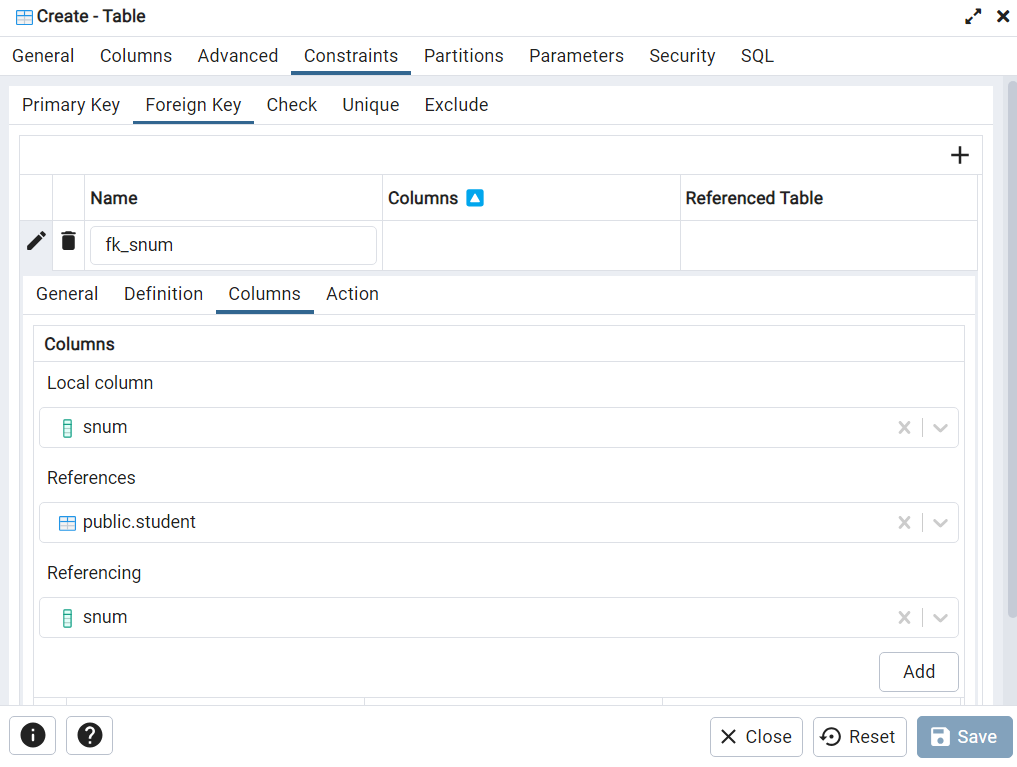 Create - Table
General Columns Advanced Constraints Partitions Parameters Security SQL
Primary Key Foreign Key Check Unique Exclude
Name Columns Referenced Table
fk_snum
General Definition Columns Action
Columns
Local column
snum
References
public.student
Referencing
snum
Add
Close Reset Save